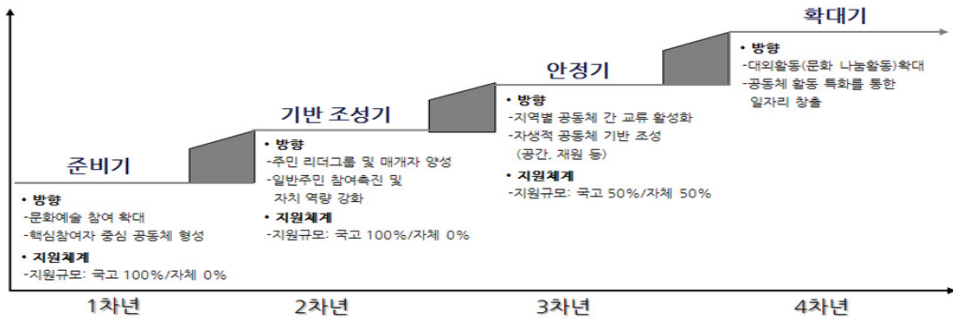 준비기
• 방향
-문화예술 참여 확대
-핵심참여자 중심 공동체 형성
• 지원체계
-지원규모: 국고 100%/자체 0%
1차년
기반 조성기
• 방향
-주민 리더그룹 및 매개자 양성
-일반주민 참여촉진 및
자치 역량 강화
• 지원체계
-지원규모: 국고 100%/자체 0%
2차년
안정기
• 방향
-지역별 공동체 간 교류 활성화
-자생적 공동체 기반 조성
(공간, 재원 등)
• 지원체계
-지원규모: 국고 50%/자체 50%
3차년
확대기
• 방향
-대외활동(문화 나눔활동)확대
-공동체 활동 특화를 통한
일자리 창출
4차년